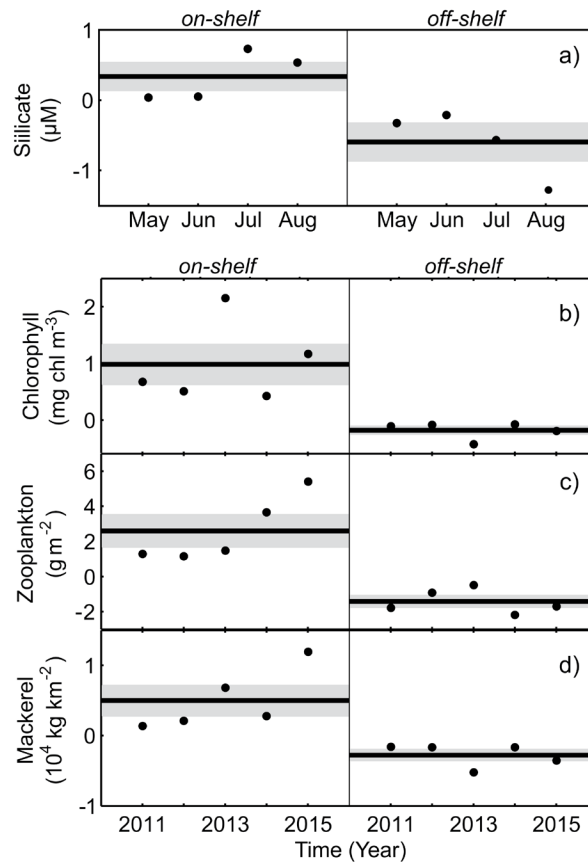 on-shelf off-shelf
1
0
-1
Siilicate
(µM)
a)
May Jun Jul Aug May Jun Jul Aug
on-shelf off-shelf
2
1
0
Chlorophyll
(mg chl m-3)
b)
6
4
2
0
-2
Zooplankton
(g m-2)
c)
1
0
-1
Mackerel
(10⁴ kg km-2)
d)
2011 2013 2015 2011 2013 2015
Time (Year)